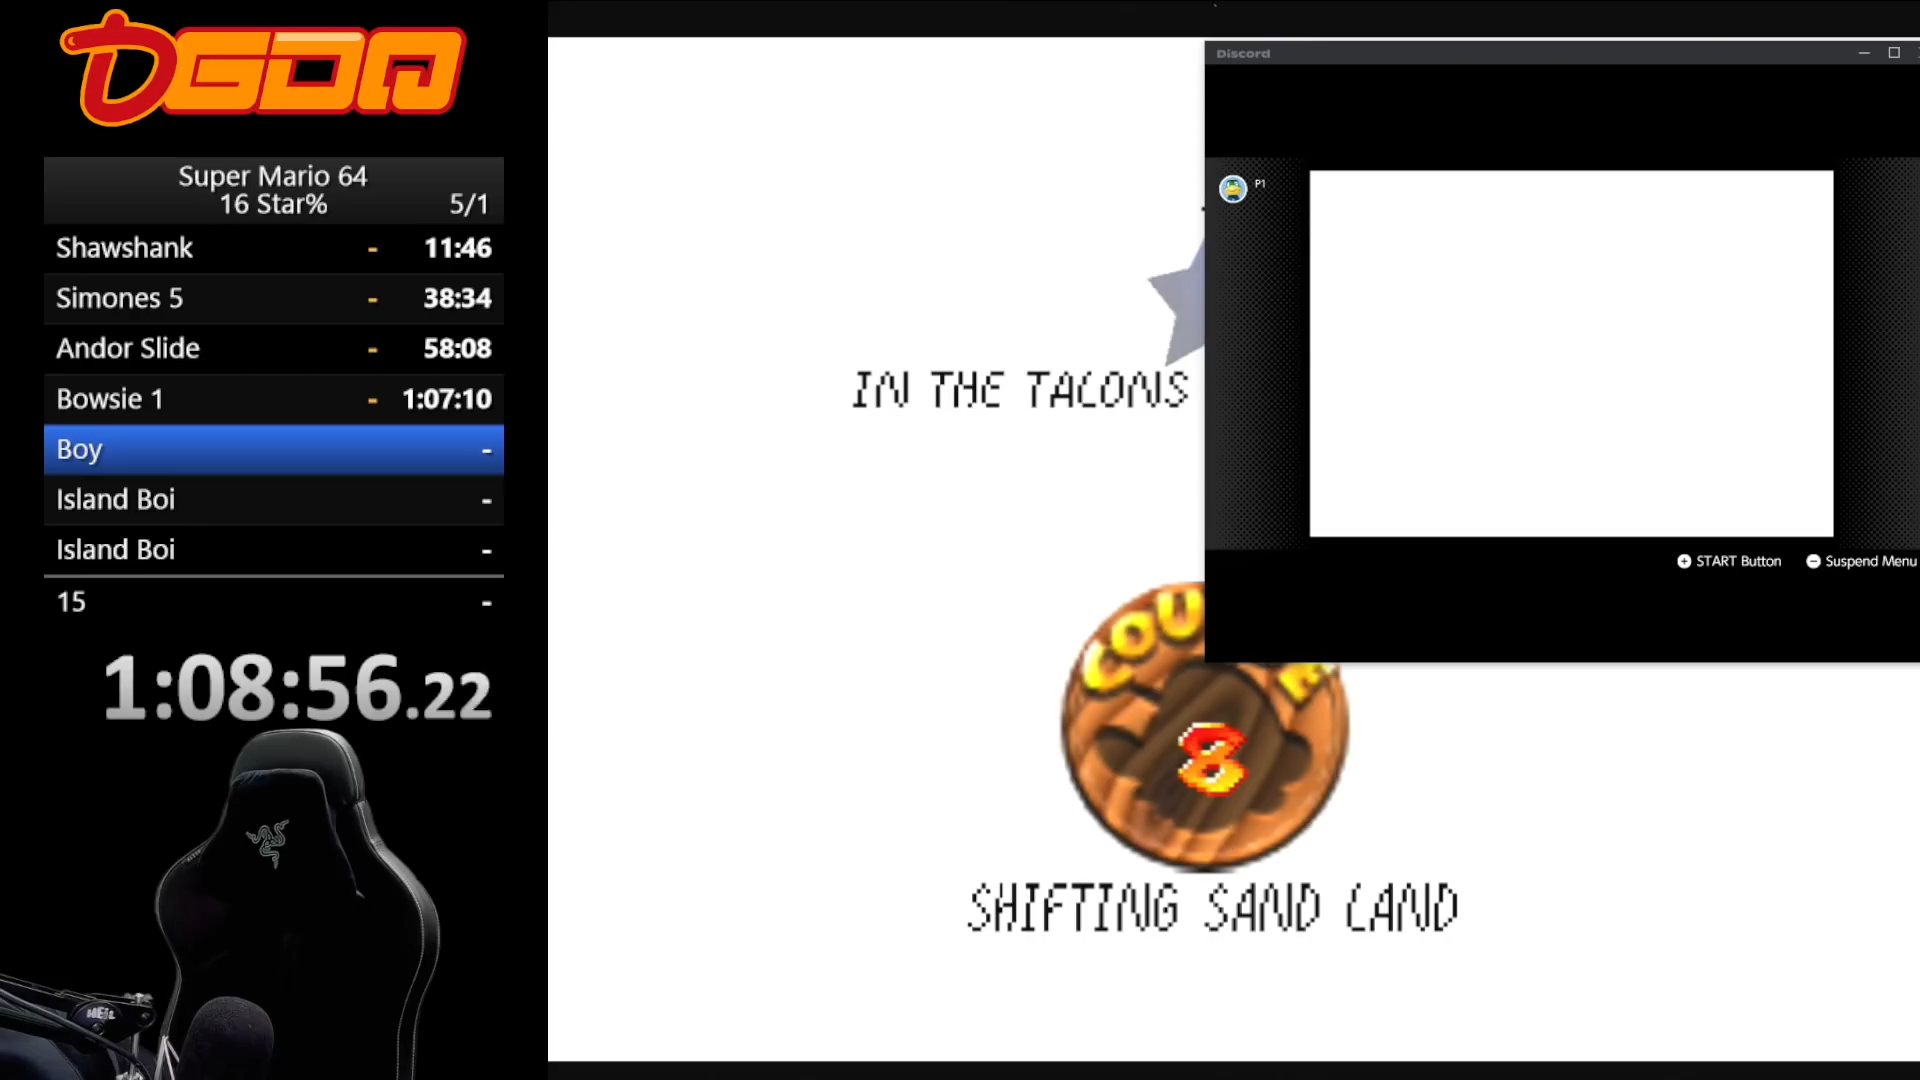 DGDQ
Super Mario 64
16 Star% 5/1
Shawshank - 11:46
Simones 5 - 38:34
Andor Slide - 58:08
Bowsie 1 - 1:07:10
Boy -
Island Boi -
Island Boi -
15 -
1:08:56.22
HEIL
Discord
P1
START Button
Suspend Menu
IN THE TALONS
COU
8
SHIFTING SAND LAND